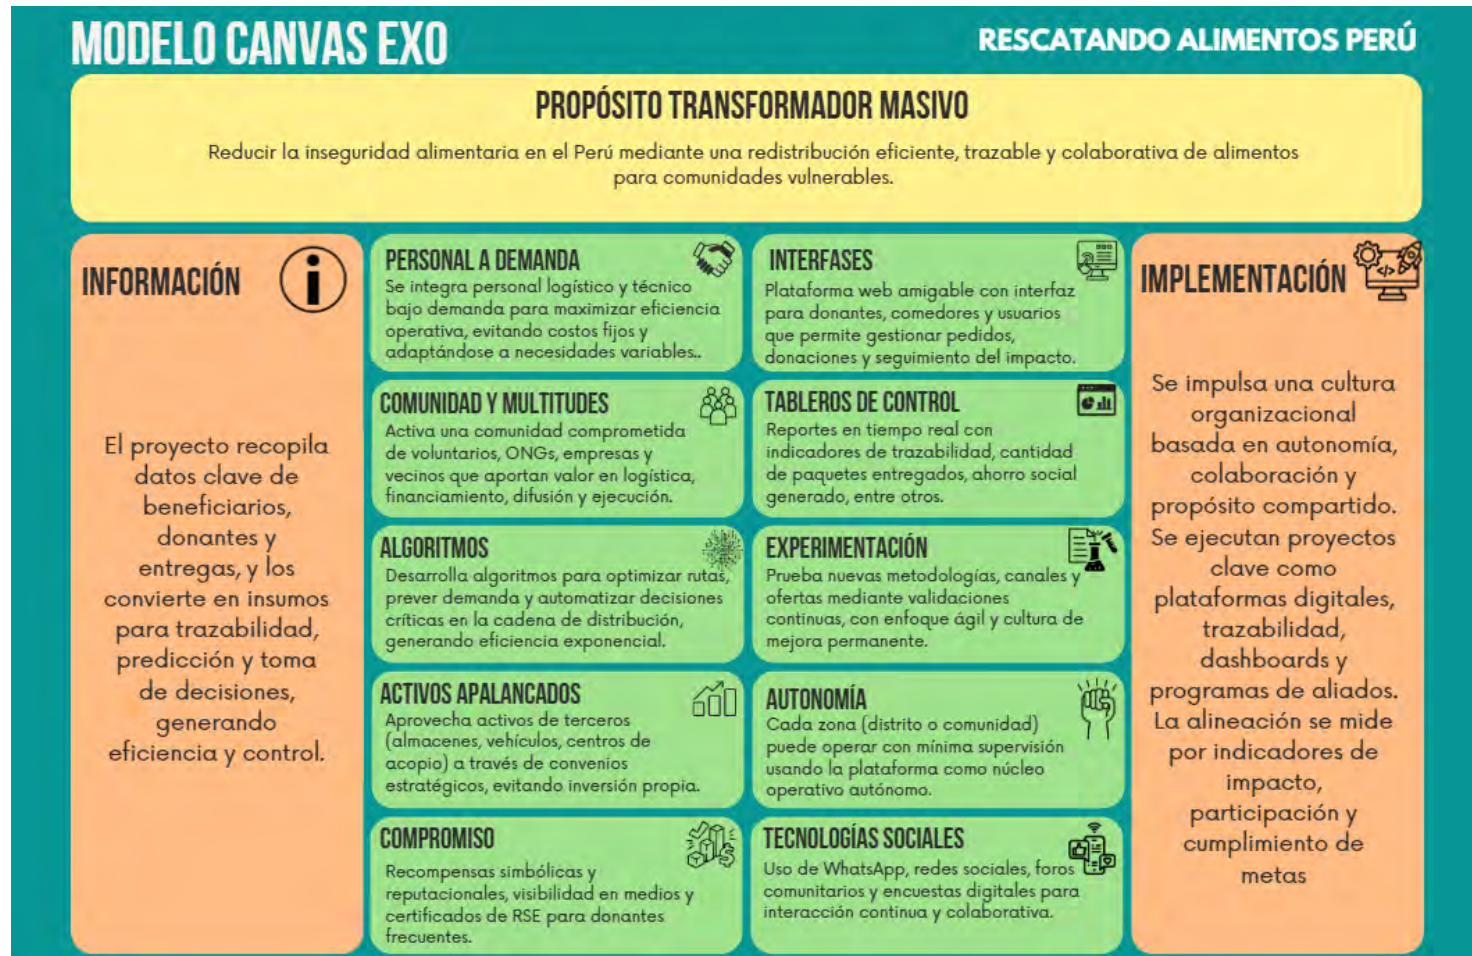 MODELO CANVAS EXO
RESCATANDO ALIMENTOS PERÚ
PROPÓSITO TRANSFORMADOR MASIVO
Reducir la inseguridad alimentaria en el Perú mediante una redistribución eficiente, trazable y colaborativa de alimentos
para comunidades vulnerables.
INFORMACIÓN
El proyecto recopila
datos clave de
beneficiarios,
donantes y
entregas, y los
convierte en insumos
para trazabilidad,
predicción y toma
de decisiones,
generando
eficiencia y control.
PERSONAL A DEMANDA
Se integra personal logístico y técnico
bajo demanda para maximizar eficiencia
operativa, evitando costos fijos y
adaptándose a necesidades variables..
COMUNIDAD Y MULTITUDES
Activa una comunidad comprometida
de voluntarios, ONGs, empresas y
vecinos que aportan valor en logística,
financiamiento, difusión y ejecución.
ALGORITMOS
Desarrolla algoritmos para optimizar rutas,
prever demanda y automatizar decisiones
críticas en la cadena de distribución,
generando eficiencia exponencial.
ACTIVOS APALANCADOS
Aprovecha activos de terceros
(almacenes, vehículos, centros de
acopio) a través de convenios
estratégicos, evitando inversión propia.
COMPROMISO
Recompensas simbólicas y
reputacionales, visibilidad en medios y
certificados de RSE para donantes
frecuentes.
INTERFASES
Plataforma web amigable con interfaz
para donantes, comedores y usuarios
que permite gestionar pedidos,
donaciones y seguimiento del impacto.
TABLEROS DE CONTROL
Reportes en tiempo real con
indicadores de trazabilidad, cantidad
de paquetes entregados, ahorro social
generado, entre otros.
EXPERIMENTACIÓN
Prueba nuevas metodologías, canales y
ofertas mediante validaciones
continuas, con enfoque ágil y cultura de
mejora permanente.
AUTONOMÍA
Cada zona (distrito o comunidad)
puede operar con mínima supervisión
usando la plataforma como núcleo
operativo autónomo.
TECNOLOGÍAS SOCIALES
Uso de WhatsApp, redes sociales, foros
comunitarios y encuestas digitales para
interacción continua y colaborativa.
IMPLEMENTACIÓN
Se impulsa una cultura
organizacional
basada en autonomía,
colaboración y
propósito compartido.
Se ejecutan proyectos
clave como
plataformas digitales,
trazabilidad,
dashboards y
programas de aliados.
La alineación se mide
por indicadores de
impacto,
participación y
cumplimiento de
metas